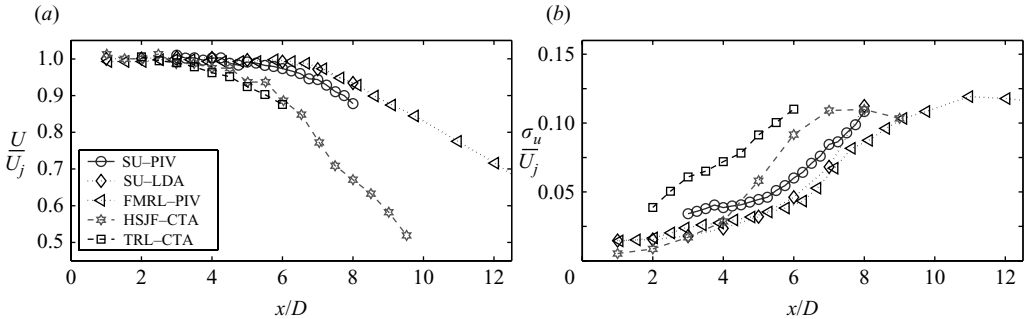 (a)
1.0
0.9
0.8
0.7
0.6
0.5
U
U_j
SU–PIV
SU–LDA
FMRL–PIV
HSJF–CTA
TRL–CTA
0 2 4 6 8 10 12
x/D
(b)
0.15
0.10
0.05
σ_u
U_j
0 2 4 6 8 10 12
x/D